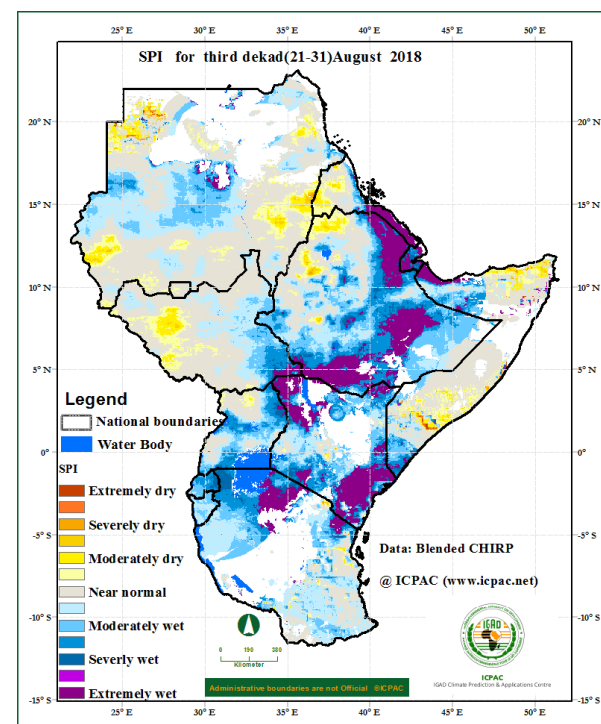 25° E 30° E 35° E 40° E 45° E 50° E
SPI for third dekad(21-31)August 2018
20° N 20° N
15° N 15° N
10° N 10° N
5° N 5° N
0° 0°
-5° S -5° S
-10° S -10° S
-15° S -15° S
Legend
National boundaries
Water Body
SPI
Extremely dry
Severely dry
Moderately dry
Near normal
Moderately wet
Severly wet
Extremely wet
Data: Blended CHIRP
@ ICPAC (www.icpac.net)
0 190 380
Kilometer
Administrative boundaries are not Official ©ICPAC
IGAD
ICPAC
IGAD Climate Prediction & Applications Centre
25° E 30° E 35° E 40° E 45° E 50° E